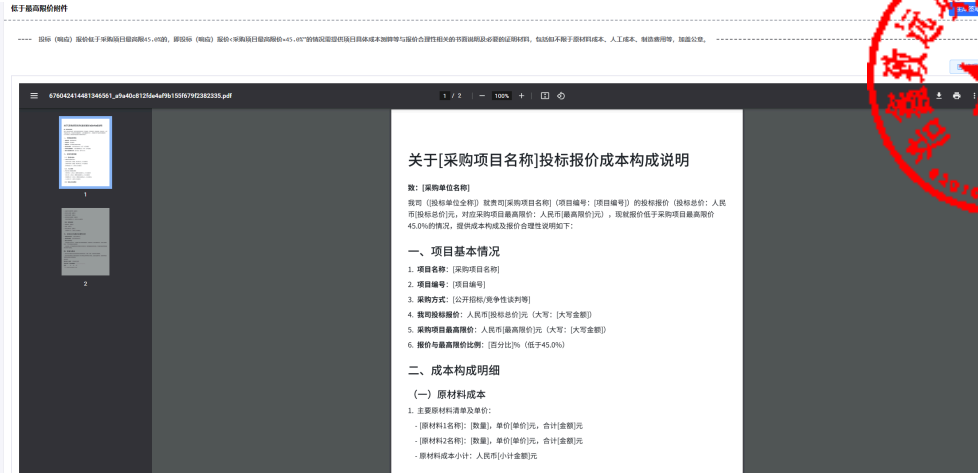 低于最高限价附件
---- 投标（响应）报价低于采购项目最高限45.0%的，即投标（响应）报价<采购项目最高限价×45.0%"的情况需提供项目具体成本测算等与报价合理性相关的书面说明及必要的证明材料，包括但不限于原材料成本、人工成本、制造费用等，加盖公章。
676042414481346561_a9a40c812fde4af9b155f679f2382335.pdf
1 / 2
100%
关于[采购项目名称]投标报价成本构成说明
致：[采购单位名称]
我司（[投标单位全称]）就贵司[采购项目名称]（项目编号：[项目编号]）的投标报价（投标总价：人民
币[投标总价]元，对应采购项目最高限价：人民币[最高限价]元），现就报价低于采购项目最高限价
45.0%的情况，提供成本构成及报价合理性说明如下：
一、项目基本情况
1. 项目名称：[采购项目名称]
2. 项目编号：[项目编号]
3. 采购方式：[公开招标/竞争性谈判等]
4. 我司投标报价：人民币[投标总价]元（大写：[大写金额]）
5. 采购项目最高限价：人民币[最高限价]元（大写：[大写金额]）
6. 报价与最高限价比例：[百分比]%（低于45.0%）
二、成本构成明细
（一）原材料成本
1. 主要原材料清单及单价：
- [原材料1名称]：[数量]，单价[单价]元，合计[金额]元
- [原材料2名称]：[数量]，单价[单价]元，合计[金额]元
- 原材料成本小计：人民币[小计金额]元
1
2